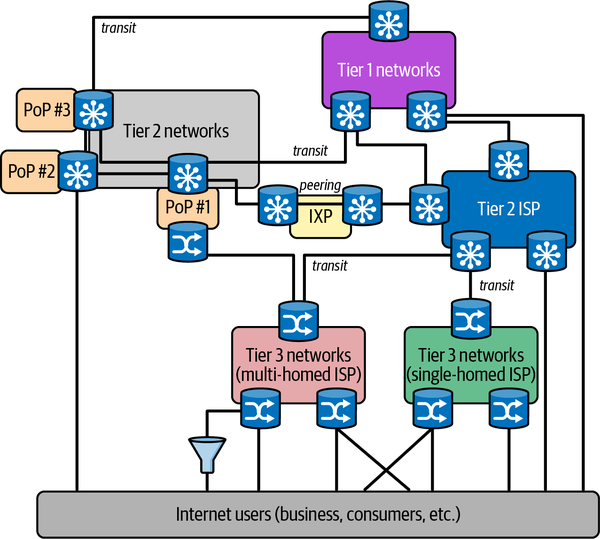 transit
Tier 1 networks
PoP #3
Tier 2 networks
transit
PoP #2
peering
PoP #1
IXP
Tier 2 ISP
transit
transit
Tier 3 networks
(multi-homed ISP)
Tier 3 networks
(single-homed ISP)
Internet users (business, consumers, etc.)